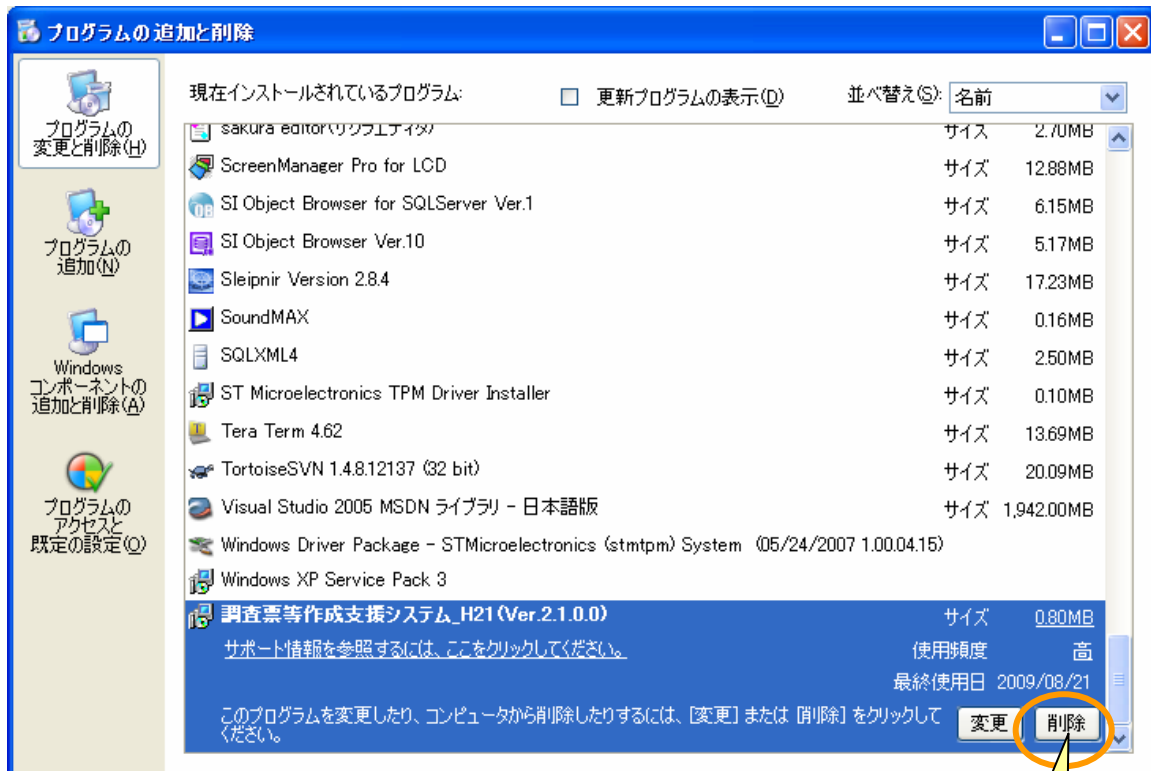 プログラムの追加と削除
プログラムの
変更と削除(H)
プログラムの
追加(N)
Windows
コンポーネントの
追加と削除(A)
プログラムの
アクセスと
既定の設定(O)
現在インストールされているプログラム:
更新プログラムの表示(D)
並べ替え(S): 名前
sakura editor(サクラエディタ) サイズ 2.70MB
ScreenManager Pro for LCD サイズ 12.88MB
SI Object Browser for SQLServer Ver.1 サイズ 6.15MB
SI Object Browser Ver.10 サイズ 5.17MB
Sleipnir Version 2.8.4 サイズ 17.23MB
SoundMAX サイズ 0.16MB
SQLXML4 サイズ 2.50MB
ST Microelectronics TPM Driver Installer サイズ 0.10MB
Tera Term 4.62 サイズ 13.69MB
TortoiseSVN 1.4.8.12137 (32 bit) サイズ 20.09MB
Visual Studio 2005 MSDN ライブラリ - 日本語版 サイズ 1,942.00MB
Windows Driver Package - STMicroelectronics (stmtpm) System (05/24/2007 1.00.04.15)
Windows XP Service Pack 3
調査票等作成支援システム_H21(Ver.2.1.0.0) サイズ 0.80MB
サポート情報を参照するには、ここをクリックしてください。 使用頻度 高
最終使用日 2009/08/21
このプログラムを変更したり、コンピュータから削除したりするには、[変更] または [削除] をクリックして
ください。
変更 削除